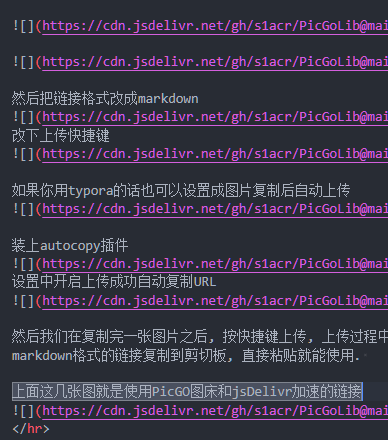 ![](https://cdn.jsdelivr.net/gh/s1acr/PicGoLib@mai
![](https://cdn.jsdelivr.net/gh/s1acr/PicGoLib@mai
然后把链接格式改成markdown
![](https://cdn.jsdelivr.net/gh/s1acr/PicGoLib@mai
改下上传快捷键
![](https://cdn.jsdelivr.net/gh/s1acr/PicGoLib@mai
如果你用typora的话也可以设置成图片复制后自动上传
![](https://cdn.jsdelivr.net/gh/s1acr/PicGoLib@mai
装上autocopy插件
![](https://cdn.jsdelivr.net/gh/s1acr/PicGoLib@mai
设置中开启上传成功自动复制URL
![](https://cdn.jsdelivr.net/gh/s1acr/PicGoLib@mai
然后我们在复制完一张图片之后, 按快捷键上传, 上传过程中
markdown格式的链接复制到剪切板, 直接粘贴就能使用.
上面这几张图就是使用PicGO图床和jsDelivr加速的链接
![](https://cdn.jsdelivr.net/gh/s1acr/PicGoLib@mai
</hr>